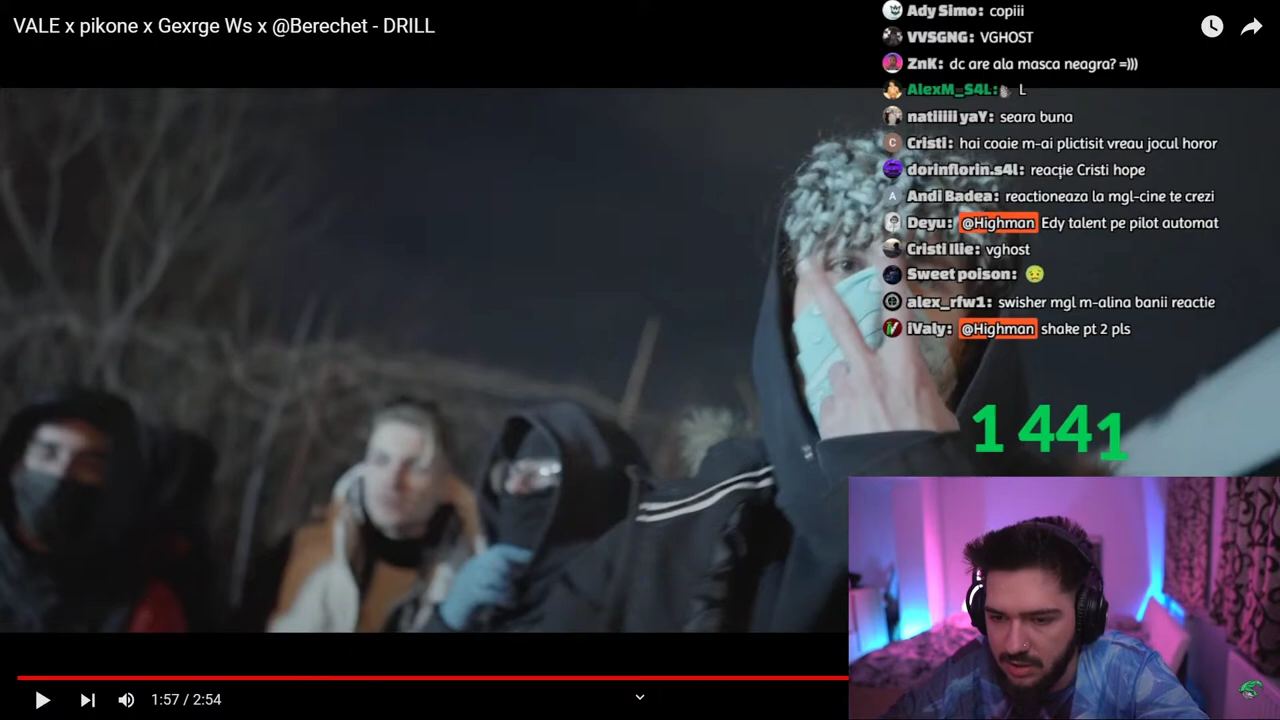 VALE x pikone x Gexrge Ws x @Berechet - DRILL
Ady Simo: copiii
VVSGNG: VGHOST
ZnK: dc are ala masca neagra? =)))
AlexM_S4L: L
natiiiii yaY: seara buna
C Cristi: hai coaie m-ai plictisit vreau jocul horor
dorinflorin.s4l: reacție Cristi hope
A Andi Badea: reactioneaza la mgl-cine te crezi
Deyu: @Highman Edy talent pe pilot automat
Cristi Ilie: vghost
Sweet poison: 🤢
alex_rfw1: swisher mgl m-alina banii reactie
iValy: @Highman shake pt 2 pls
1 441
1:57 / 2:54